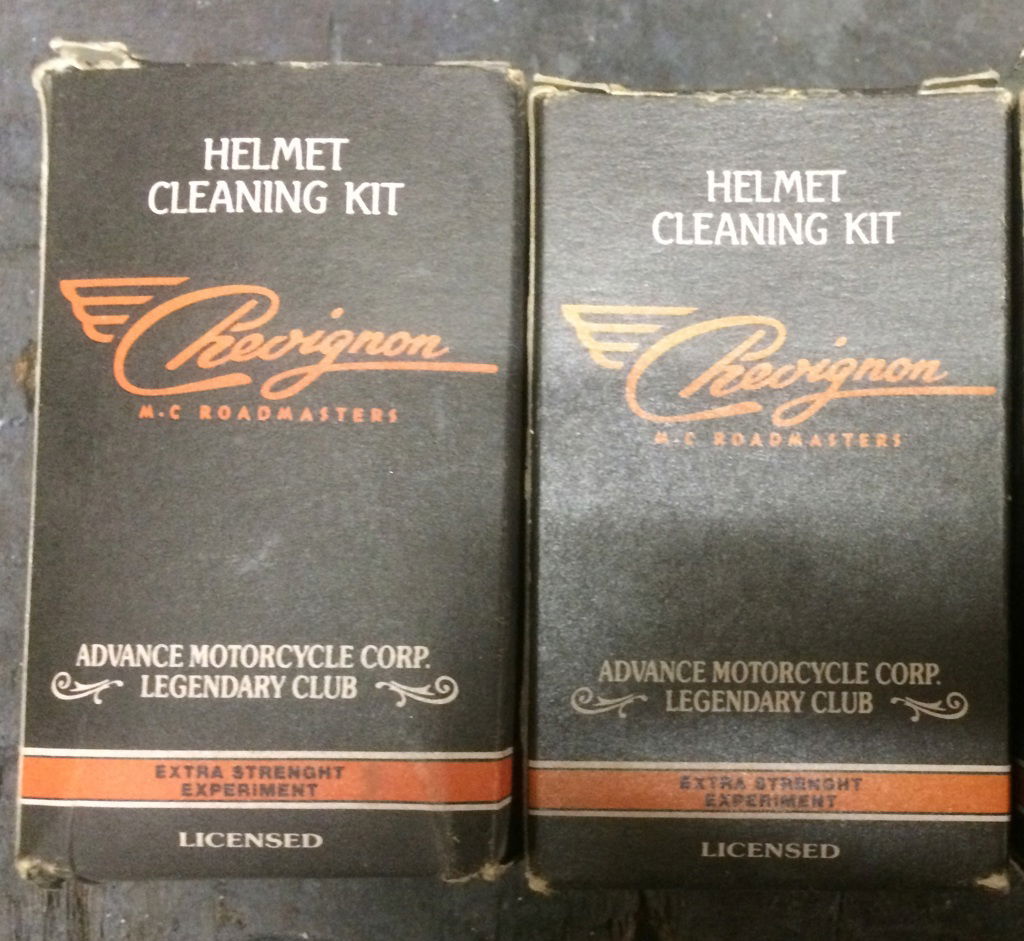 HELMET
CLEANING KIT
Chevignon
M.C ROADMASTERS
ADVANCE MOTORCYCLE CORP.
LEGENDARY CLUB
EXTRA STRENGHT
EXPERIMENT
LICENSED
HELMET
CLEANING KIT
Chevignon
M.C ROADMASTERS
ADVANCE MOTORCYCLE CORP.
LEGENDARY CLUB
EXTRA STRENGHT
EXPERIMENT
LICENSED